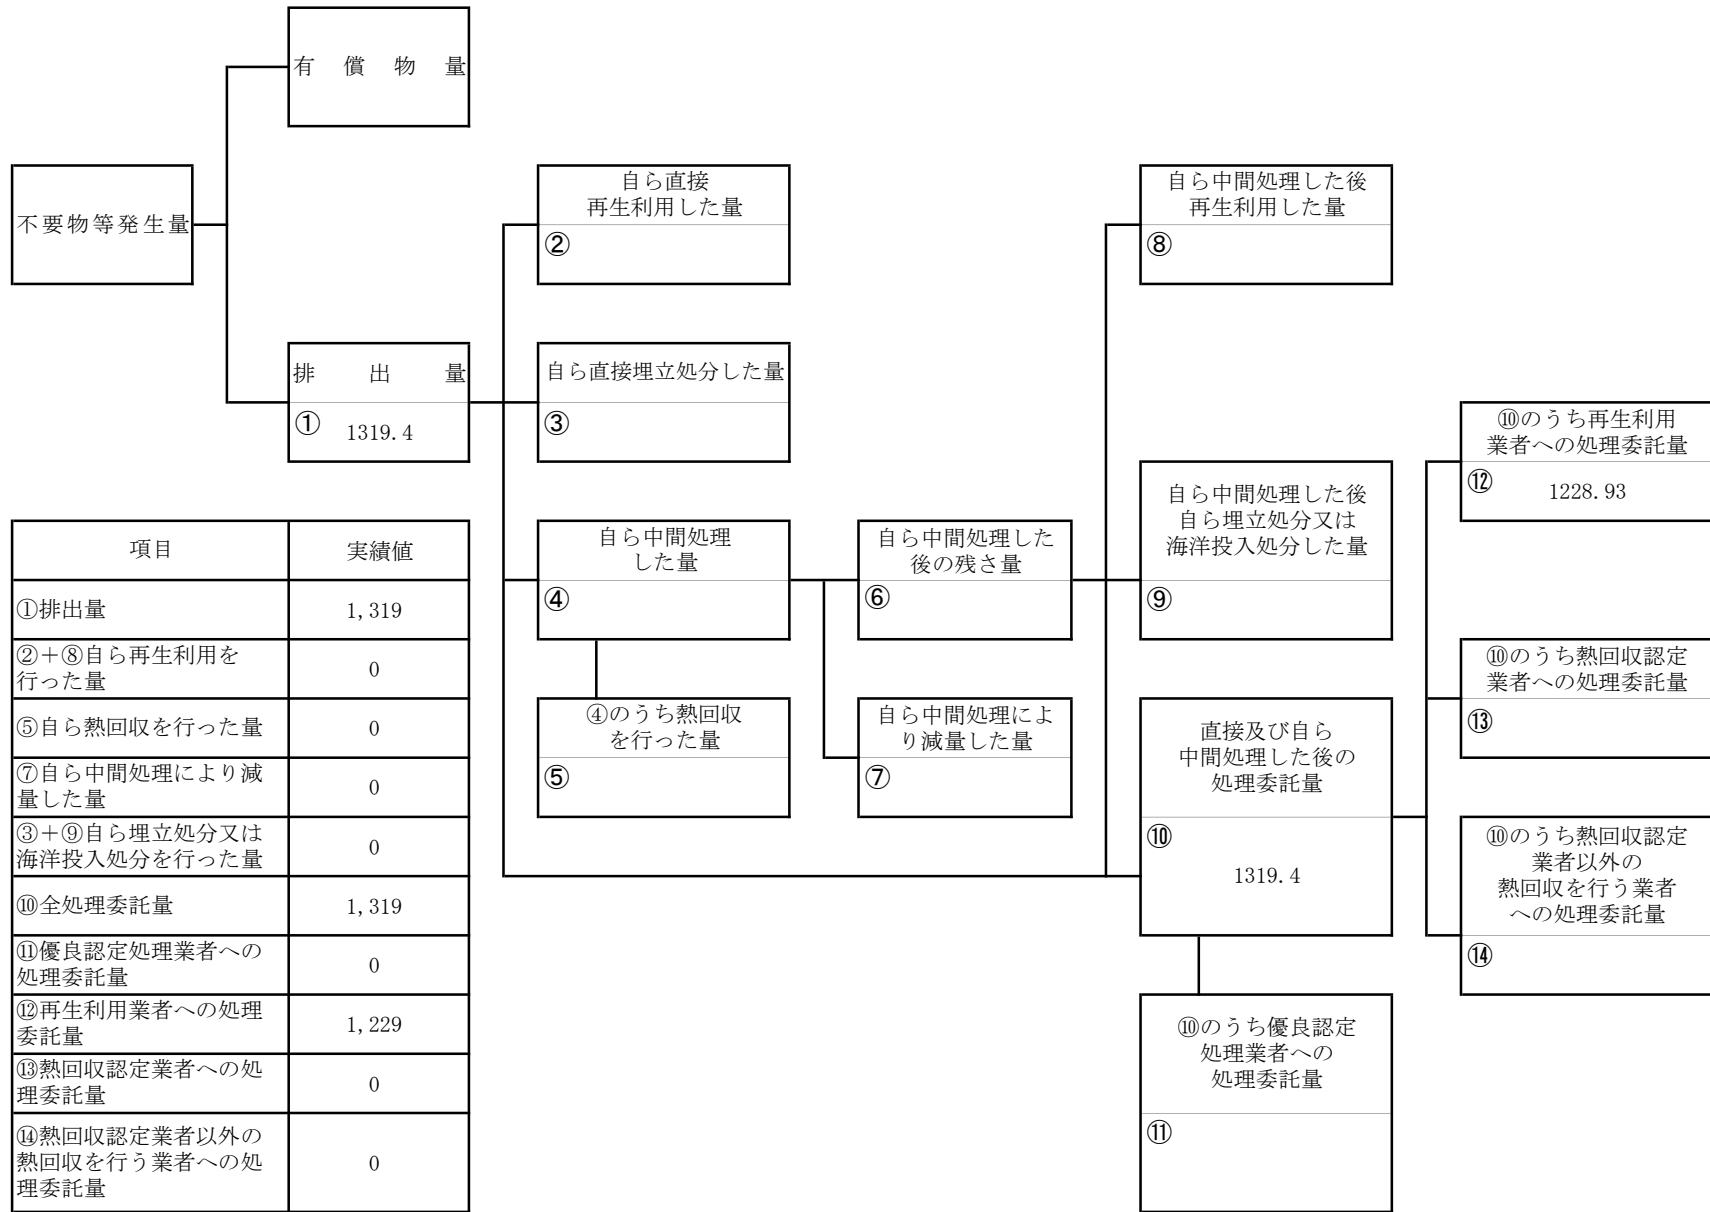 有償物量
不要物等発生量
自ら直接
再生利用した量
②
自ら中間処理した後
再生利用した量
⑧
排出量
① 1319.4
自ら直接埋立処分した量
③
⑩のうち再生利用
業者への処理委託量
⑫ 1228.93
自ら中間処理
した量
④
自ら中間処理した
後の残さ量
⑥
自ら中間処理した後
自ら埋立処分又は
海洋投入処分した量
⑨
④のうち熱回収
を行った量
⑤
自ら中間処理によ
り減量した量
⑦
直接及び自ら
中間処理した後の
処理委託量
⑩
1319.4
⑩のうち熱回収認定
業者への処理委託量
⑬
⑩のうち熱回収認定
業者以外の
熱回収を行う業者
への処理委託量
⑭
⑩のうち優良認定
処理業者への
処理委託量
⑪
項目 実績値
①排出量 1,319
②+⑧自ら再生利用を
行った量 0
⑤自ら熱回収を行った量 0
⑦自ら中間処理により減
量した量 0
③+⑨自ら埋立処分又は
海洋投入処分を行った量 0
⑩全処理委託量 1,319
⑪優良認定処理業者への
処理委託量 0
⑫再生利用業者への処理
委託量 1,229
⑬熱回収認定業者への処
理委託量 0
⑭熱回収認定業者以外の
熱回収を行う業者への処
理委託量 0